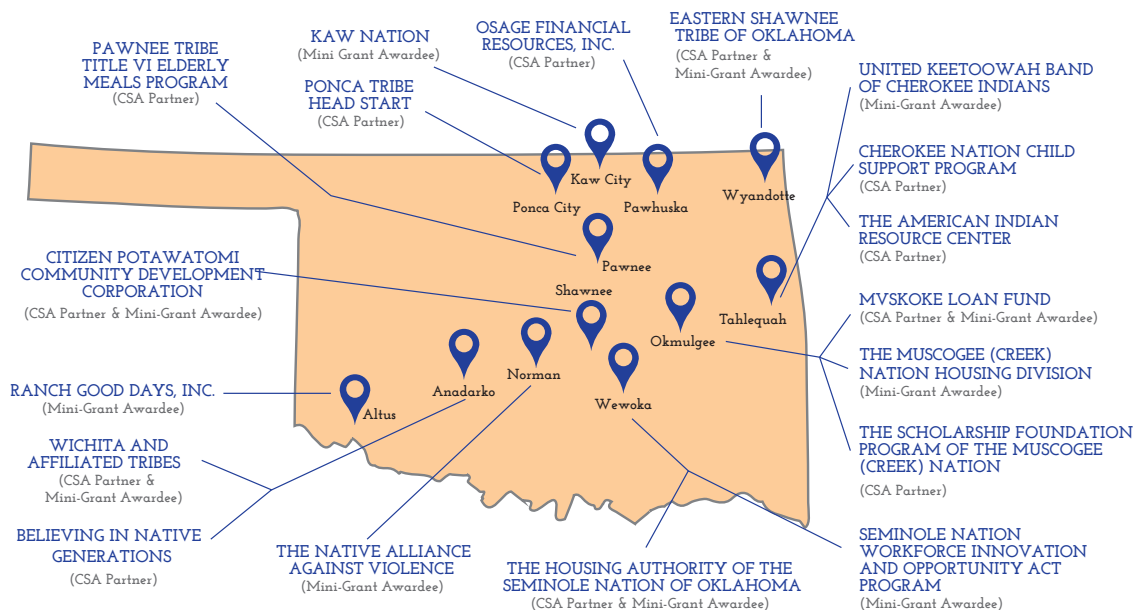 PAWNEE TRIBE
TITLE VI ELDERLY
MEALS PROGRAM
(CSA Partner)
KAW NATION
(Mini Grant Awardee)
PONCA TRIBE
HEAD START
(CSA Partner)
OSAGE FINANCIAL
RESOURCES, INC.
(CSA Partner)
EASTERN SHAWNEE
TRIBE OF OKLAHOMA
(CSA Partner &
Mini-Grant Awardee)
UNITED KEETOOWAH BAND
OF CHEROKEE INDIANS
(Mini-Grant Awardee)
CHEROKEE NATION CHILD
SUPPORT PROGRAM
(CSA Partner)
THE AMERICAN INDIAN
RESOURCE CENTER
(CSA Partner)
Kaw City
Ponca City
Pawhuska
Wyandotte
Pawnee
Shawnee
Tahlequah
Okmulgee
Norman
Anadarko
Wewoka
Altus
CITIZEN POTAWATOMI
COMMUNITY DEVELOPMENT
CORPORATION
(CSA Partner & Mini-Grant Awardee)
MVSKOKE LOAN FUND
(CSA Partner & Mini-Grant Awardee)
THE MUSCOGEE (CREEK)
NATION HOUSING DIVISION
(Mini-Grant Awardee)
THE SCHOLARSHIP FOUNDATION
PROGRAM OF THE MUSCOGEE
(CREEK) NATION
(CSA Partner)
RANCH GOOD DAYS, INC.
(Mini-Grant Awardee)
WICHITA AND
AFFILIATED TRIBES
(CSA Partner &
Mini-Grant Awardee)
BELIEVING IN NATIVE
GENERATIONS
(CSA Partner)
THE NATIVE ALLIANCE
AGAINST VIOLENCE
(Mini-Grant Awardee)
THE HOUSING AUTHORITY OF THE
SEMINOLE NATION OF OKLAHOMA
(CSA Partner & Mini-Grant Awardee)
SEMINOLE NATION
WORKFORCE INNOVATION
AND OPPORTUNITY ACT
PROGRAM
(Mini-Grant Awardee)